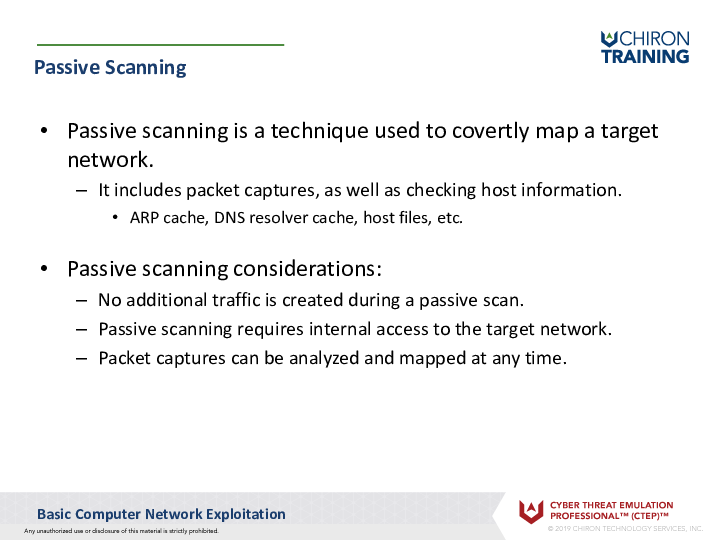 CHIRON
TRAINING
Passive Scanning
• Passive scanning is a technique used to covertly map a target
network.
– It includes packet captures, as well as checking host information.
• ARP cache, DNS resolver cache, host files, etc.
• Passive scanning considerations:
– No additional traffic is created during a passive scan.
– Passive scanning requires internal access to the target network.
– Packet captures can be analyzed and mapped at any time.
Basic Computer Network Exploitation
Any unauthorized use or disclosure of this material is strictly prohibited.
CYBER THREAT EMULATION
PROFESSIONAL™ (CTEP)™
© 2019 CHIRON TECHNOLOGY SERVICES, INC.